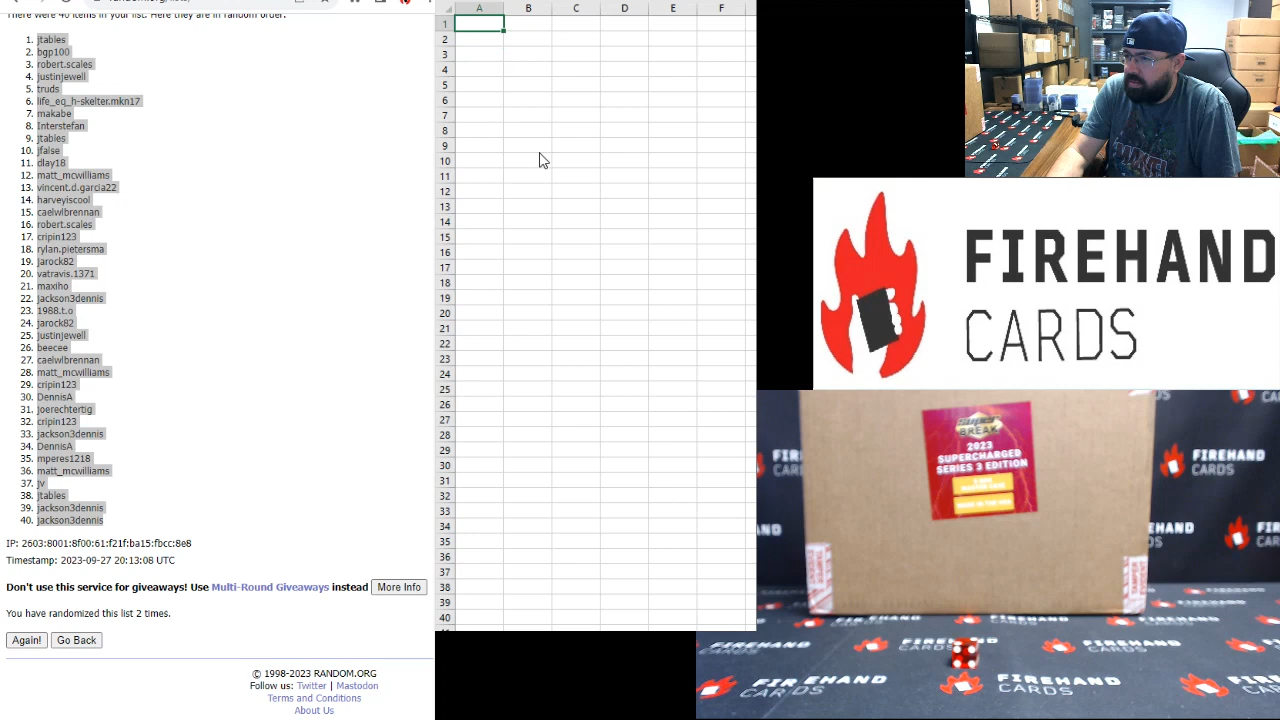 There were 40 items in your list. Here they are in random order:
1. jtables
2. bgp100
3. robert.scales
4. justinjewell
5. truds
6. life_eq_h-skelter.mkn17
7. makabe
8. Interstefan
9. jtables
10. jfalse
11. dlay18
12. matt_mcwilliams
13. vincent.d.garcia22
14. harveyiscool
15. caelwlbrennan
16. robert.scales
17. cripin123
18. rylan.pietersma
19. jarock82
20. vatravis.1371
21. maxiho
22. jackson3dennis
23. 1988.t.o
24. jarock82
25. justinjewell
26. beecee
27. caelwlbrennan
28. matt_mcwilliams
29. cripin123
30. DennisA
31. joerechtertig
32. cripin123
33. jackson3dennis
34. DennisA
35. mperes1218
36. matt_mcwilliams
37. jv
38. jtables
39. jackson3dennis
40. jackson3dennis
IP: 2603:8001:8f00:61:f21f:ba15:fbcc:8e8
Timestamp: 2023-09-27 20:13:08 UTC
Don't use this service for giveaways! Use Multi-Round Giveaways instead More Info
You have randomized this list 2 times.
Again! Go Back
© 1998-2023 RANDOM.ORG
Follow us: Twitter | Mastodon
Terms and Conditions
About Us
A B C D E F
1
2
3
4
5
6
7
8
9
10
11
12
13
14
15
16
17
18
19
20
21
22
23
24
25
26
27
28
29
30
31
32
33
34
35
36
37
38
39
40
FIREHAND
CARDS
SUPER
BREAK
2023
SUPERCHARGED
SERIES 3 EDITION
FIREHAND
CARDS